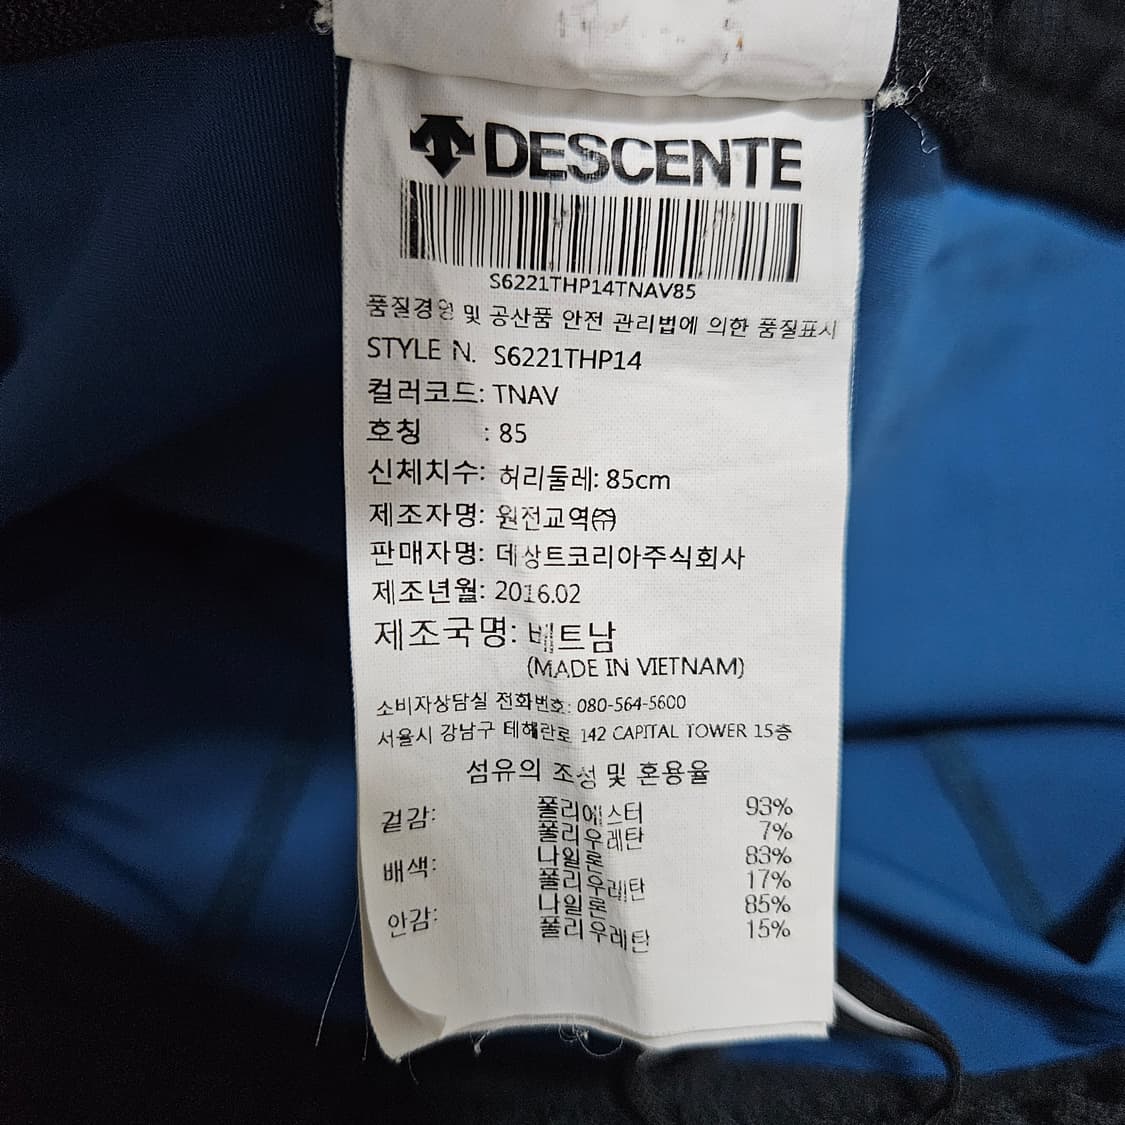 DESCENTE
S6221THP14TNAV85
품질경영 및 공산품 안전 관리법에 의한 품질표시
STYLE N. S6221THP14
컬러코드: TNAV
호칭 : 85
신체치수: 허리둘레: 85cm
제조자명: 원전교역㈜
판매자명: 데상트코리아주식회사
제조년월: 2016.02
제조국명: 베트남
(MADE IN VIETNAM)
소비자상담실 전화번호: 080-564-5600
서울시 강남구 테헤란로 142 CAPITAL TOWER 15층
섬유의 조성 및 혼용율
겉감: 폴리에스터 93%
폴리우레탄 7%
배색: 나일론 83%
폴리우레탄 17%
안감: 나일론 85%
폴리우레탄 15%